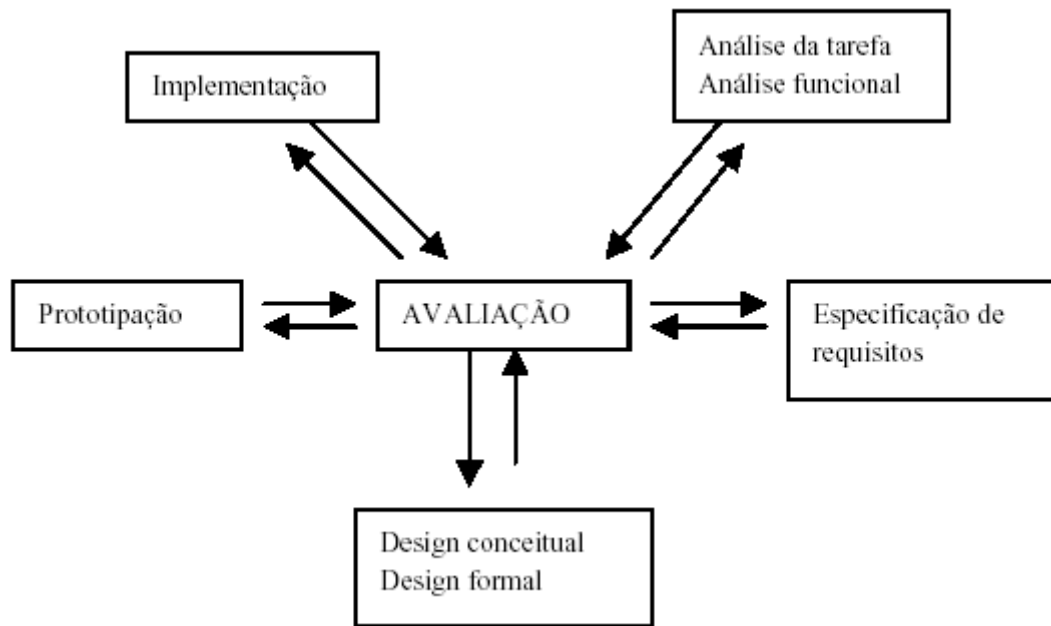 Análise da tarefa
Análise funcional
Implementação
Prototipação
AVALIAÇÃO
Especificação de
requisitos
Design conceitual
Design formal